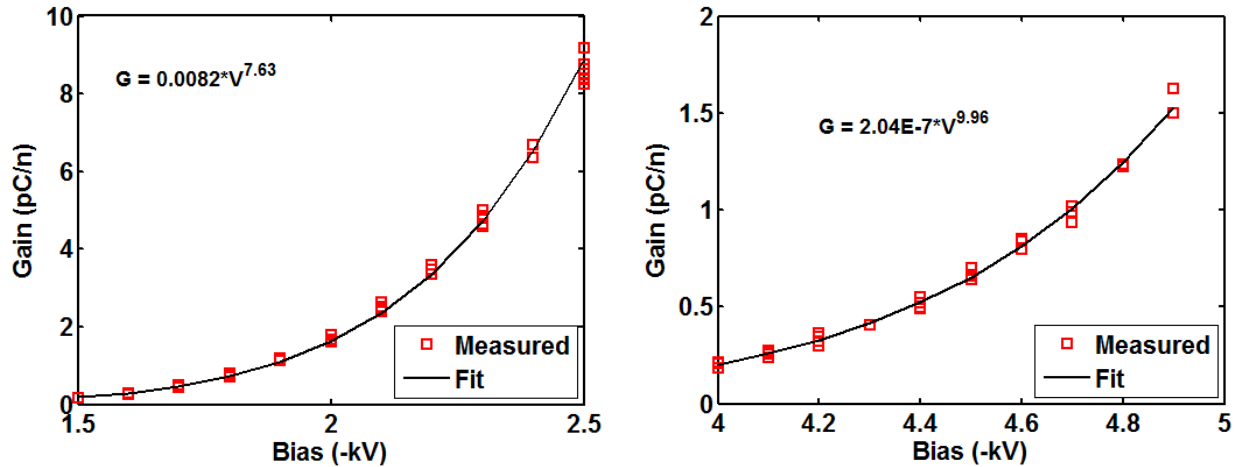 10
8
6
4
2
0
Gain (pC/n)
G = 0.0082*V^7.63
Measured
Fit
1.5
2
2.5
Bias (-kV)
2
1.5
1
0.5
0
Gain (pC/n)
G = 2.04E-7*V^9.96
Measured
Fit
4
4.2
4.4
4.6
4.8
5
Bias (-kV)